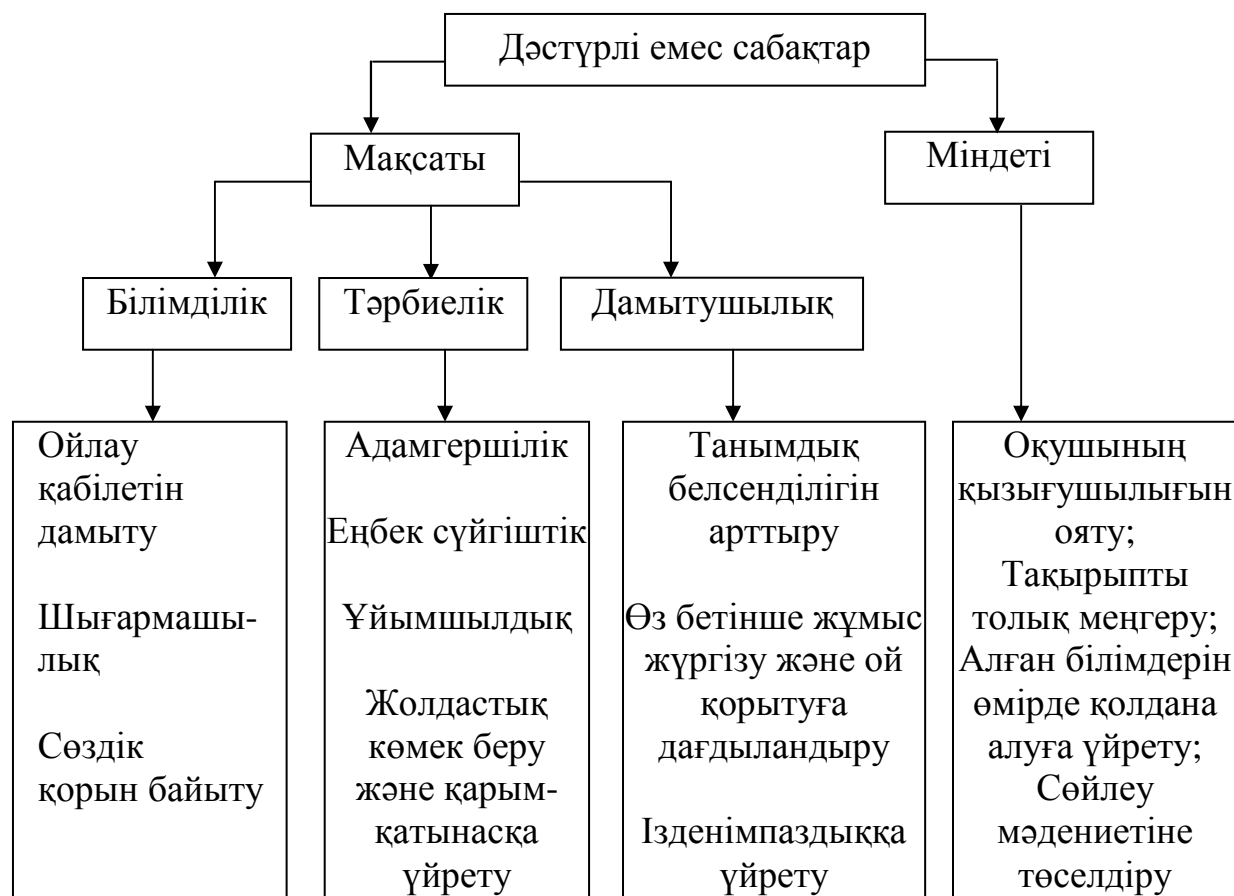 Дәстүрлі емес сабақтар
Мақсаты
Міндеті
Білімділік
Тәрбиелік
Дамытушылық
Ойлау
қабілетін
дамыту
Шығармашы-
лық
Сөздік
қорын байыту
Адамгершілік
Еңбек сүйгіштік
Ұйымшылдық
Жолдастық
көмек беру
және қарым-
қатынасқа
үйрету
Танымдық
белсенділігін
арттыру
Өз бетінше жұмыс
жүргізу және ой
қорытуға
дағдыландыру
Ізденімпаздыққа
үйрету
Оқушының
қызығушылығын
ояту;
Тақырыпты
толық меңгеру;
Алған білімдерін
өмірде қолдана
алуға үйрету;
Сөйлеу
мәдениетіне
төселдіру